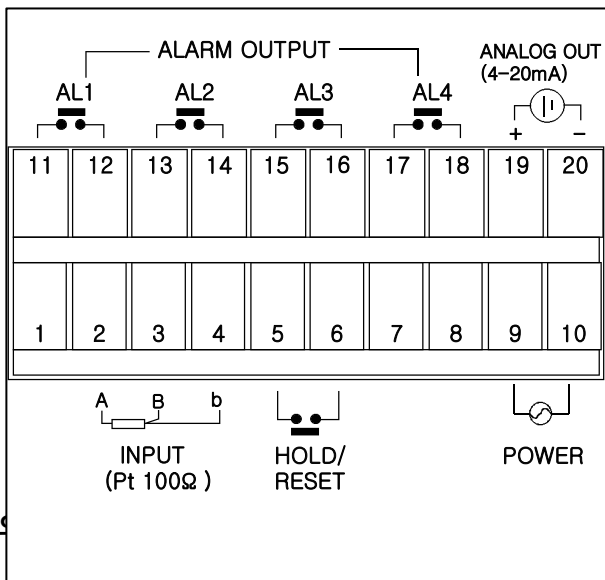 ALARM OUTPUT
ANALOG OUT
(4-20mA)
AL1 AL2 AL3 AL4
+ -
11 12 13 14 15 16 17 18 19 20
1 2 3 4 5 6 7 8 9 10
A B b
INPUT
(Pt 100Ω )
HOLD/
RESET
POWER